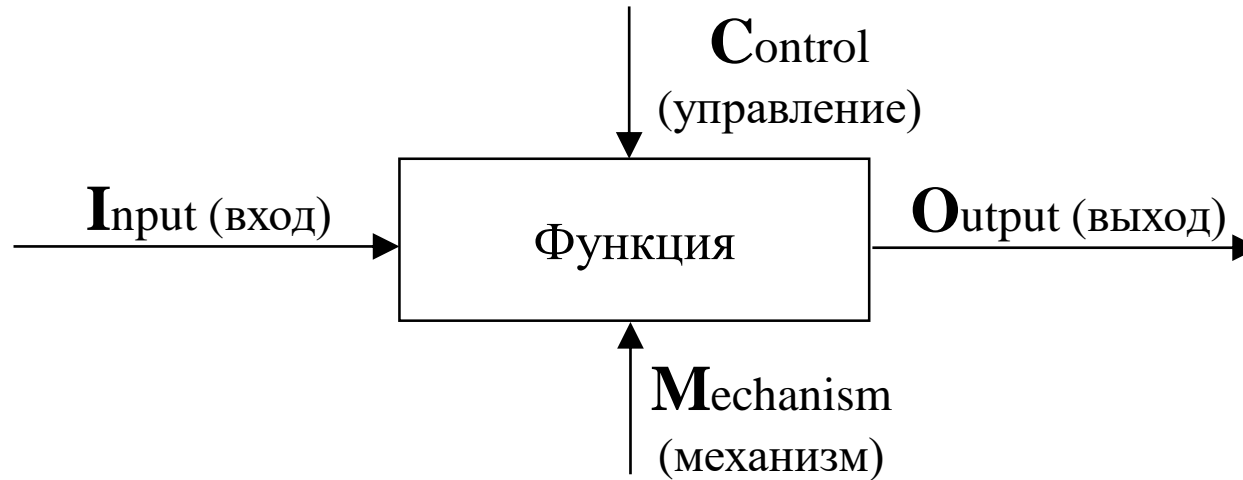 Control
(управление)
Input (вход)
Функция
Output (выход)
Mechanism
(механизм)